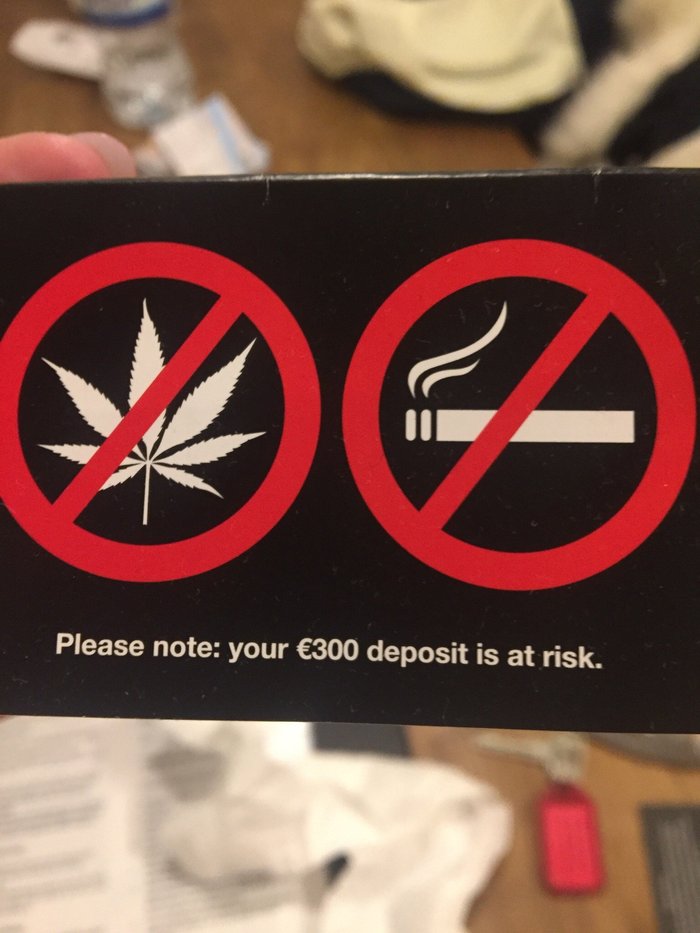 Please note: your €300 deposit is at risk.